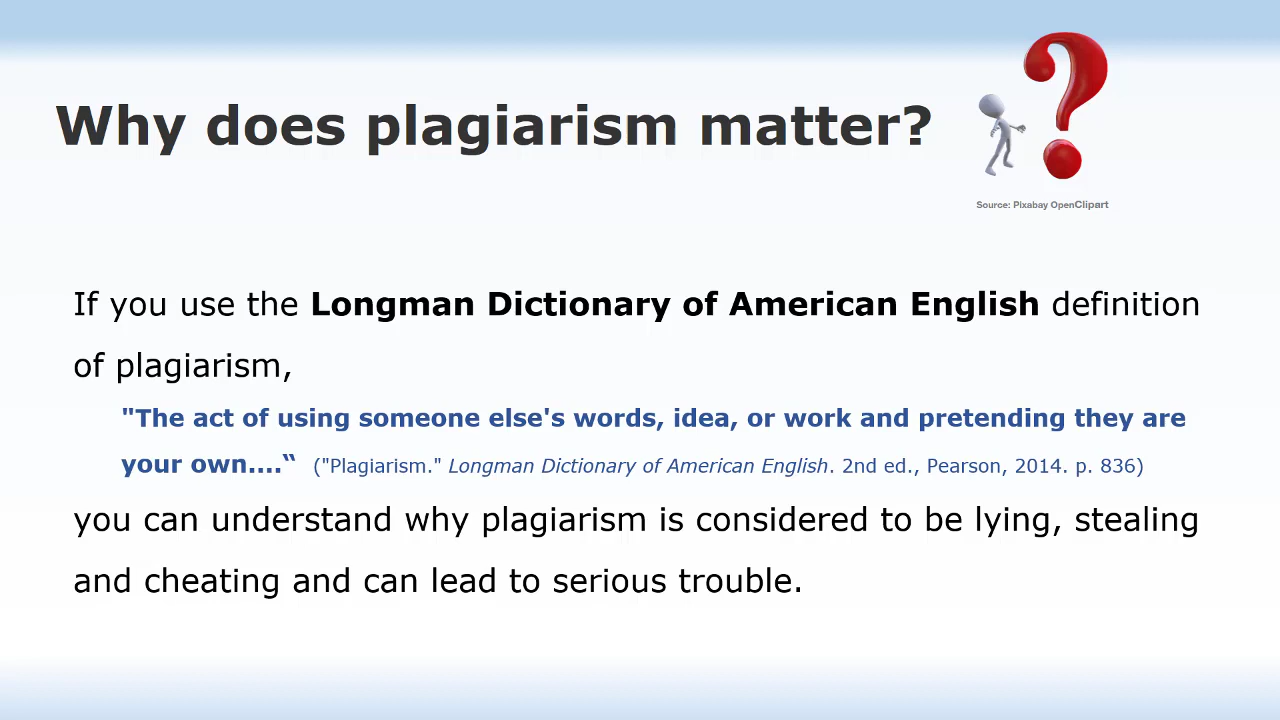 Why does plagiarism matter?
Source: Pixabay OpenClipart
If you use the Longman Dictionary of American English definition
of plagiarism,
"The act of using someone else's words, idea, or work and pretending they are
your own....‟ ("Plagiarism." Longman Dictionary of American English. 2nd ed., Pearson, 2014. p. 836)
you can understand why plagiarism is considered to be lying, stealing
and cheating and can lead to serious trouble.